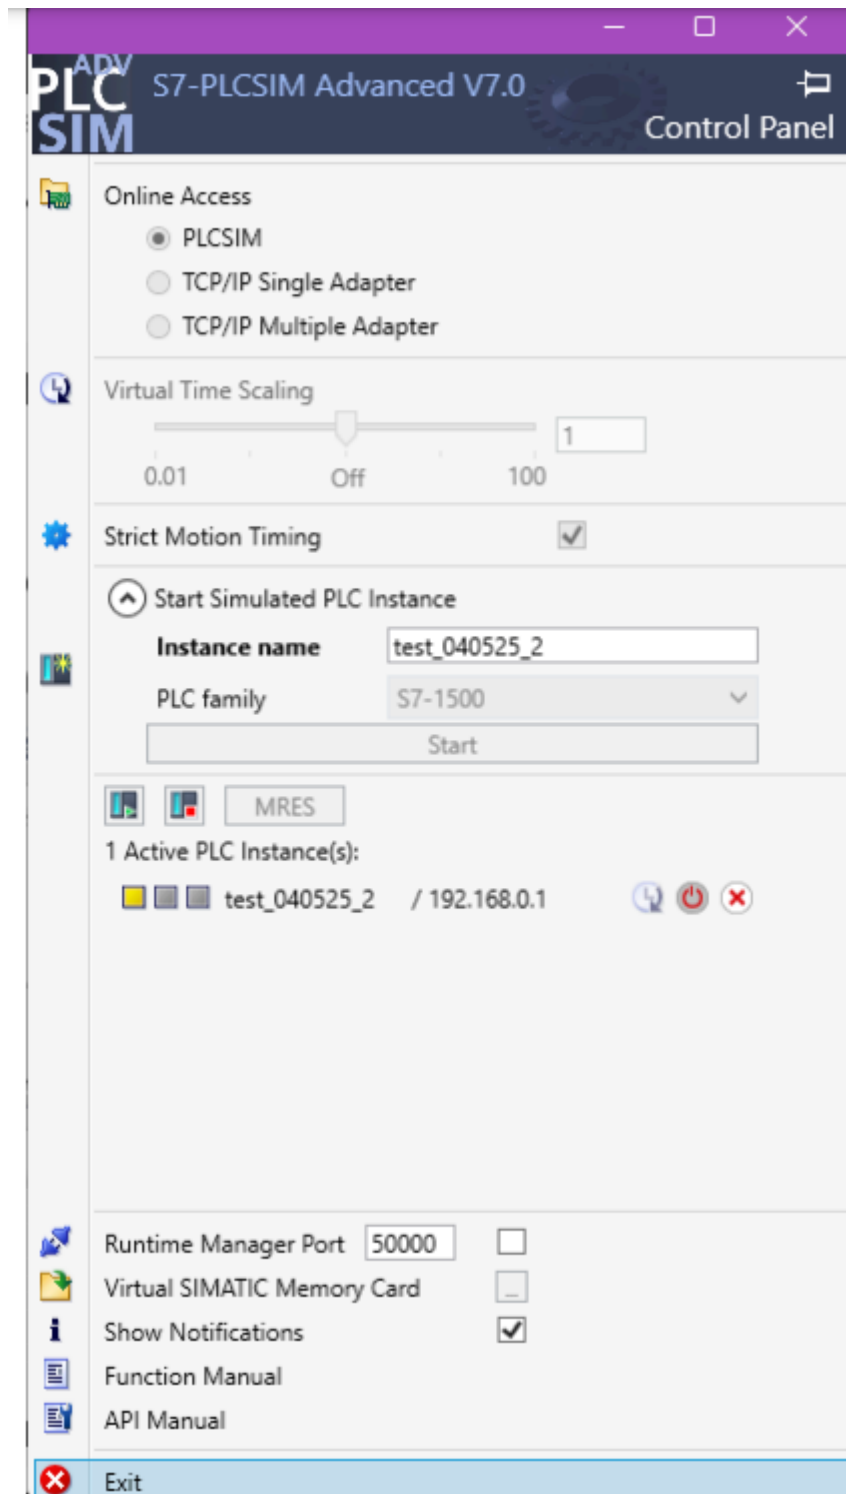 ADV
PLC
SIM
S7-PLCSIM Advanced V7.0
Control Panel
Online Access
PLCSIM
TCP/IP Single Adapter
TCP/IP Multiple Adapter
Virtual Time Scaling
1
0.01 Off 100
Strict Motion Timing
Start Simulated PLC Instance
Instance name test_040525_2
PLC family S7-1500
Start
MRES
1 Active PLC Instance(s):
test_040525_2 / 192.168.0.1
Runtime Manager Port 50000
Virtual SIMATIC Memory Card ...
Show Notifications
Function Manual
API Manual
Exit